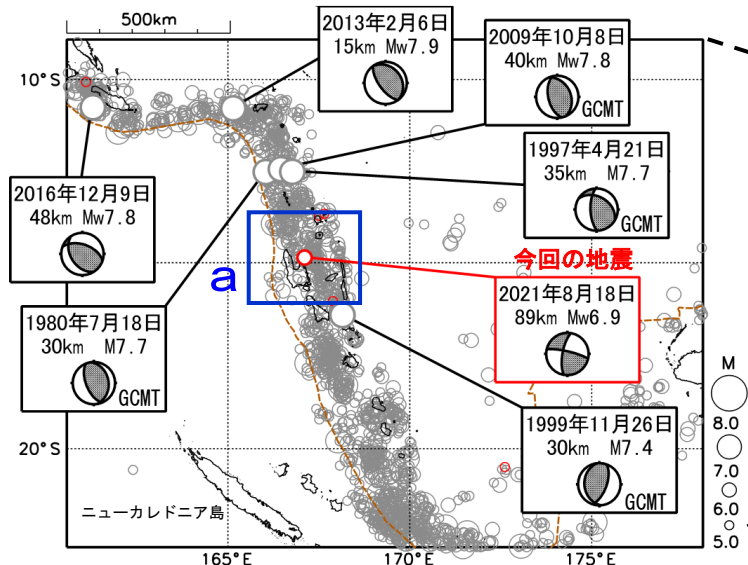 500km
10°S
20°S
165°E
170°E
175°E
2013年2月6日
15km Mw7.9
2009年10月8日
40km Mw7.8
GCMT
1997年4月21日
35km M7.7
GCMT
2016年12月9日
48km Mw7.8
a
今回の地震
2021年8月18日
89km Mw6.9
1980年7月18日
30km M7.7
GCMT
1999年11月26日
30km M7.4
GCMT
ニューカレドニア島
M
8.0
7.0
6.0
5.0